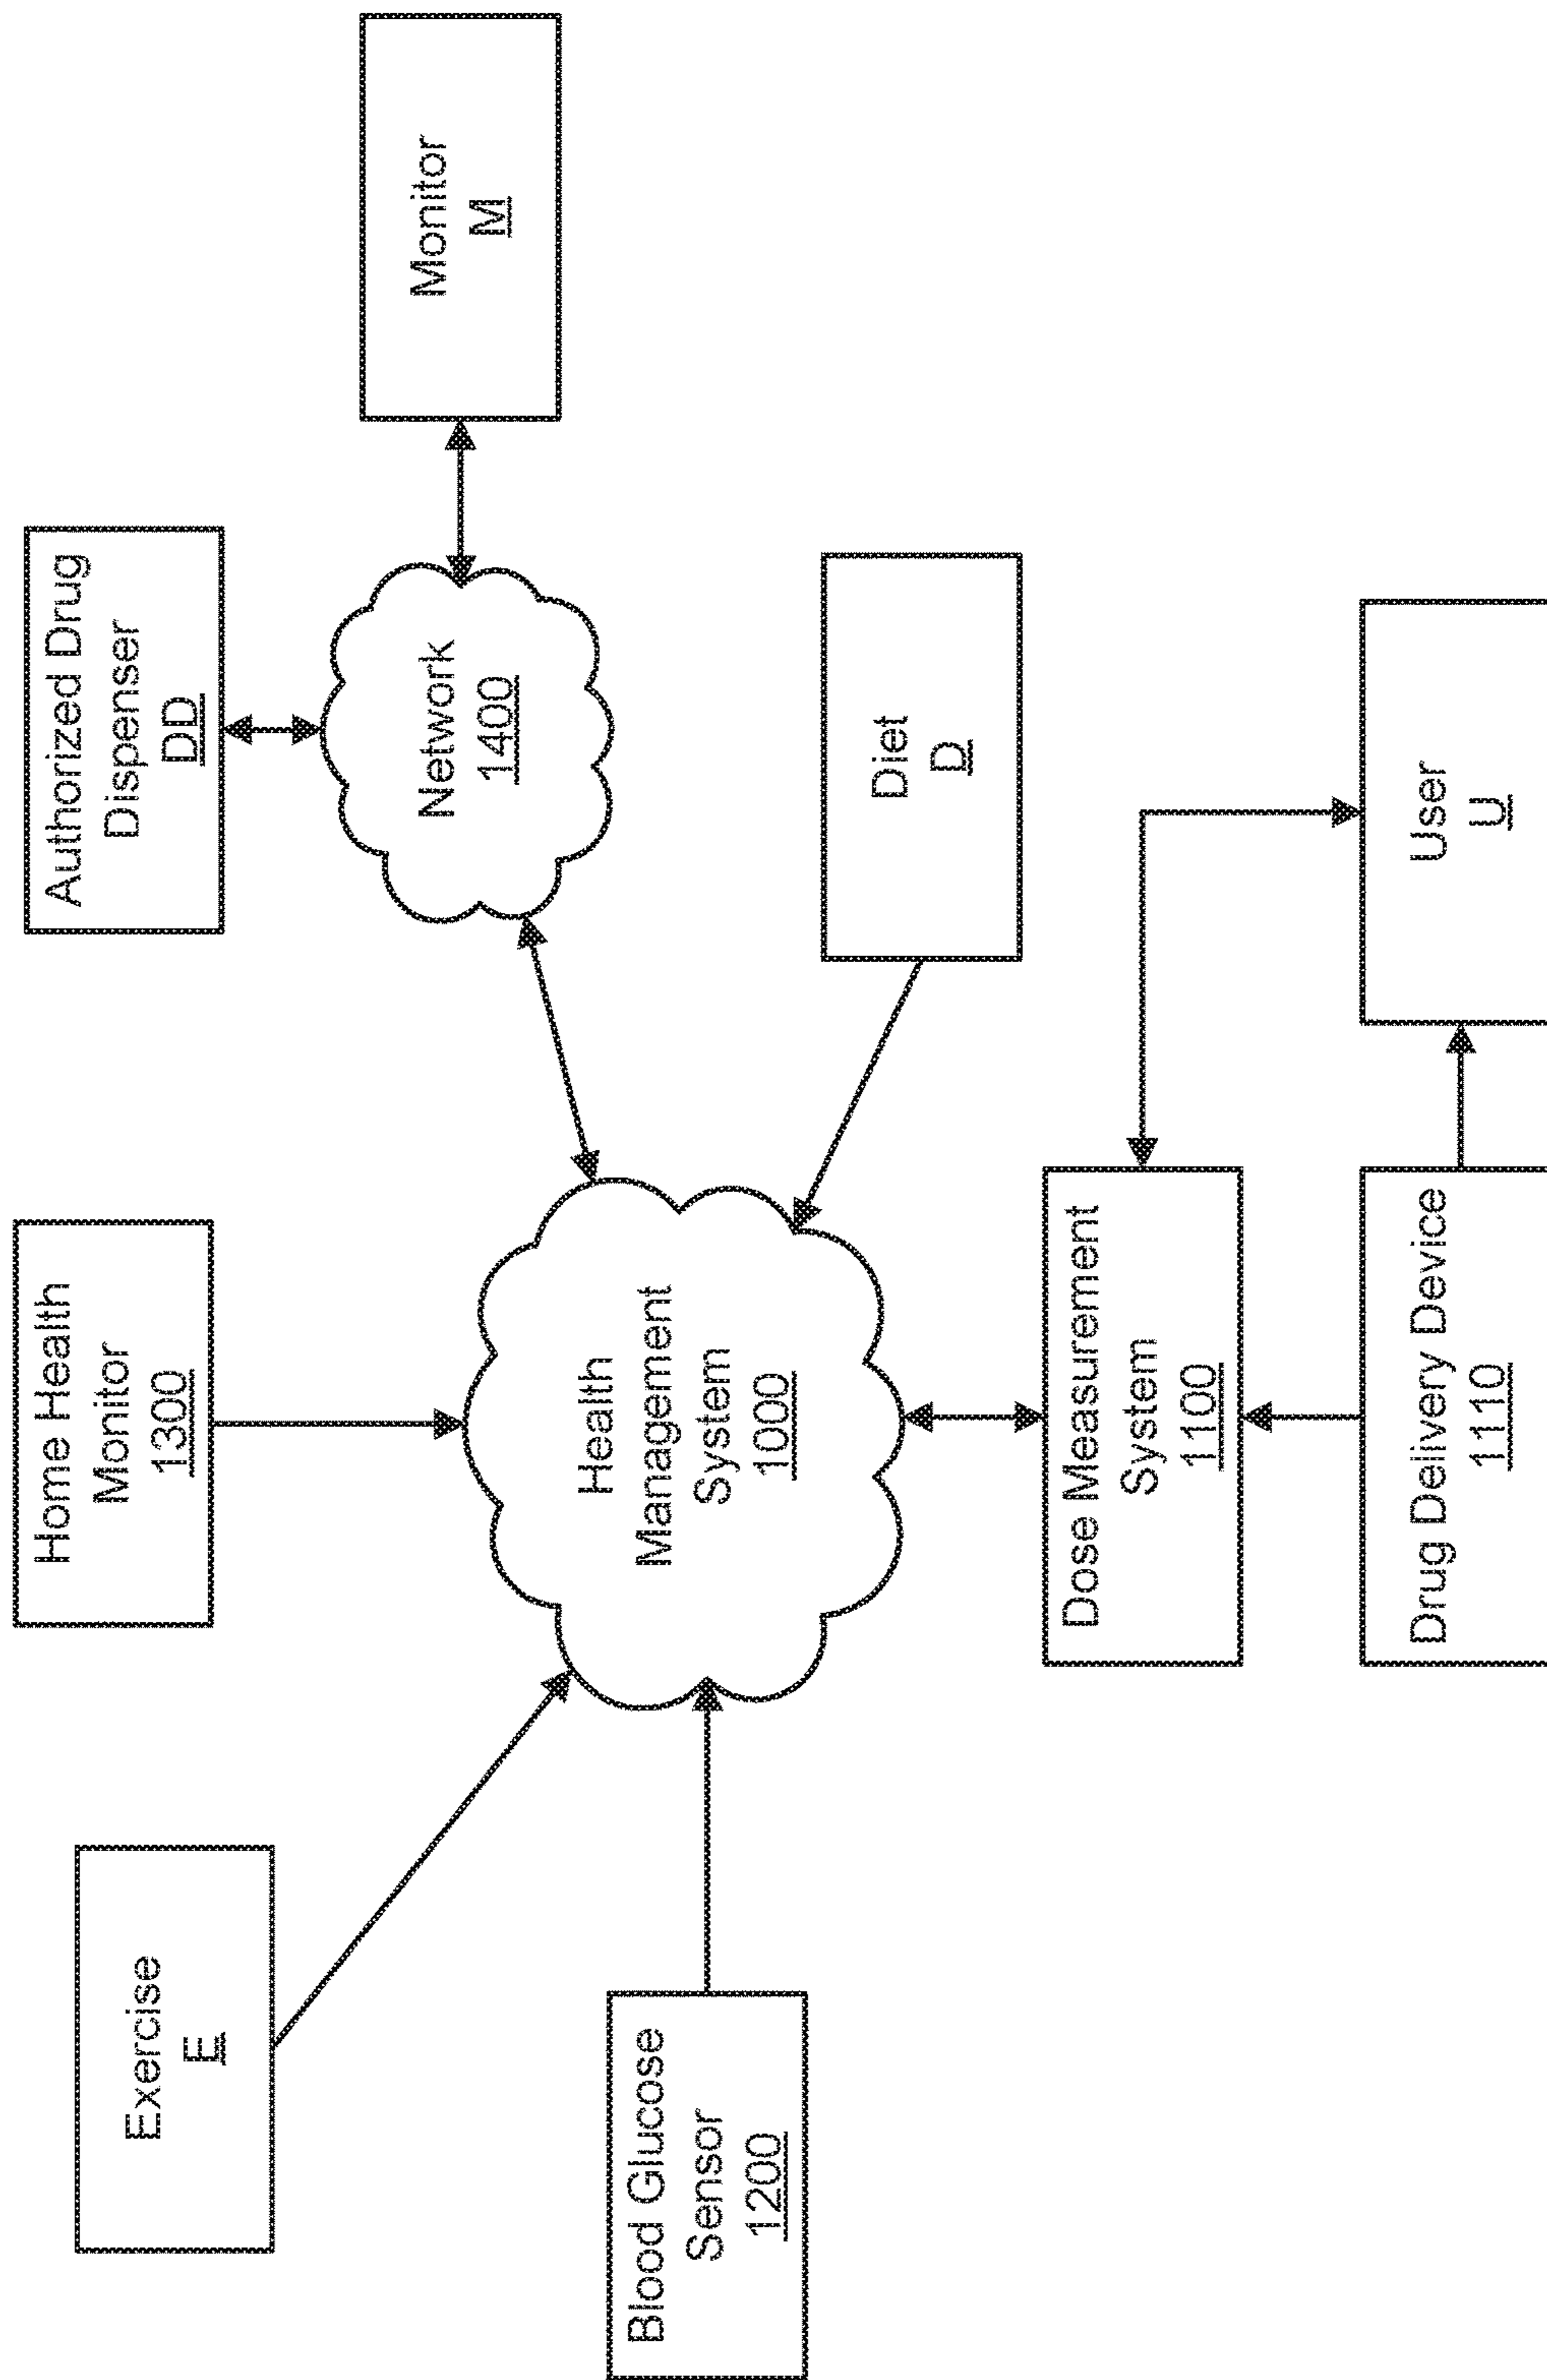 Exercise
E
Home Health
Monitor
1300
Authorized Drug
Dispenser
DD
Blood Glucose
Sensor
1200
Health
Management
System
1000
Network
1400
Monitor
M
Diet
D
Dose Measurement
System
1100
Drug Delivery Device
1110
User
U